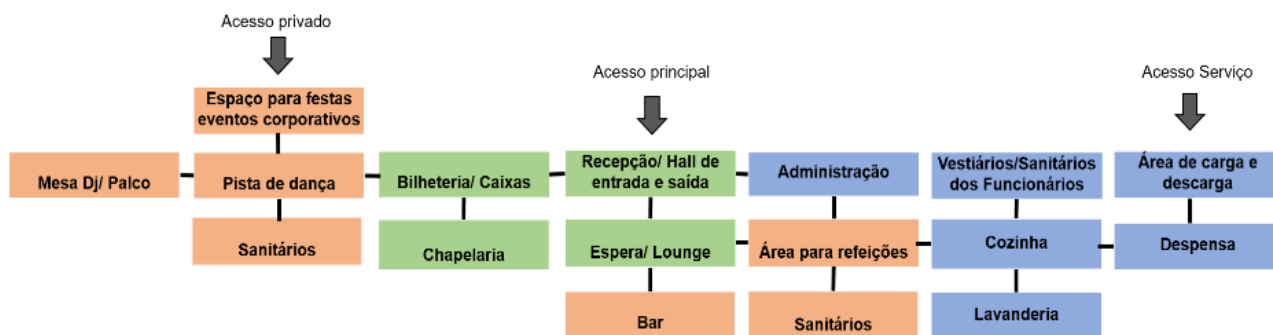 Acesso privado
Acesso principal
Acesso Serviço
Espaço para festas
eventos corporativos
Mesa Dj/ Palco
Pista de dança
Bilheteria/ Caixas
Recepção/ Hall de
entrada e saída
Administração
Vestiários/Sanitários
dos Funcionários
Área de carga e
descarga
Sanitários
Chapelaria
Espera/ Lounge
Área para refeições
Cozinha
Despensa
Bar
Sanitários
Lavanderia